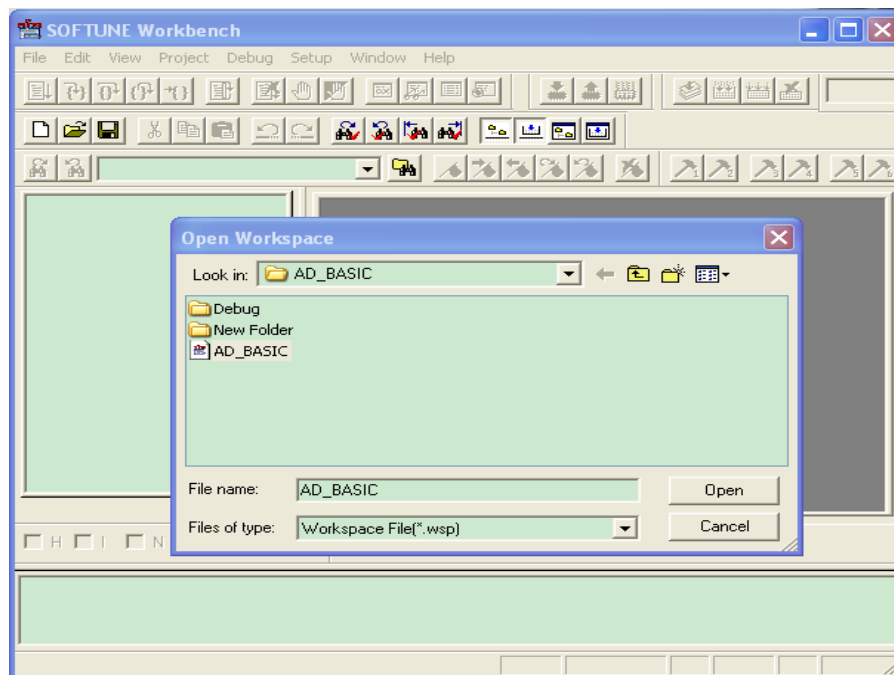 SOFTUNE Workbench
File Edit View Project Debug Setup Window Help
Open Workspace
Look in: AD_BASIC
Debug
New Folder
AD_BASIC
File name: AD_BASIC Open
Files of type: Workspace File(*.wsp) Cancel
H I N